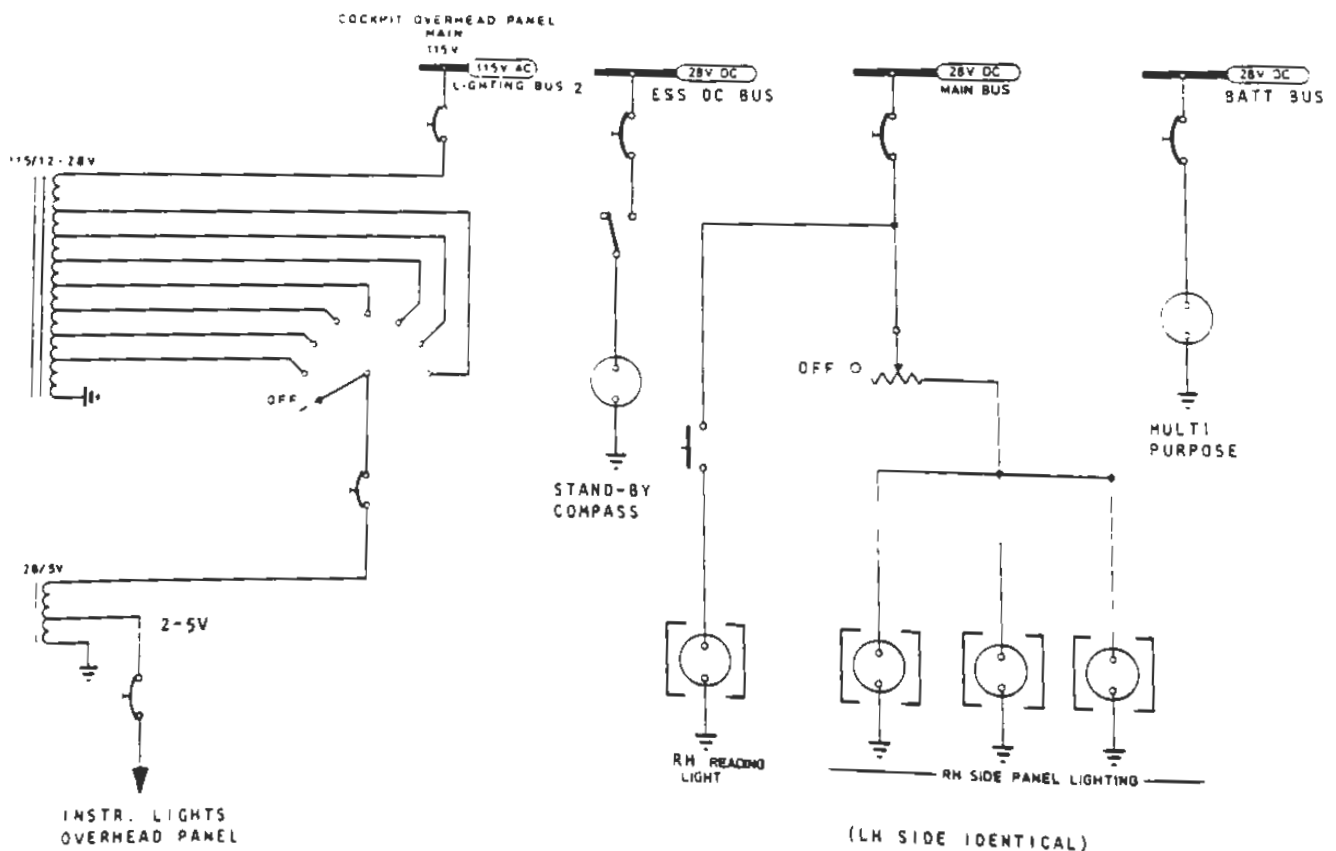 COCKPIT OVERHEAD PANEL
MAIN
115V
115V AC
LIGHTING BUS 2
28V DC
ESS DC BUS
28V DC
MAIN BUS
28V DC
BATT BUS
115/12-28V
OFF
OFF
STAND-BY
COMPASS
MULTI
PURPOSE
28/5V
2-5V
RH READING
LIGHT
RH SIDE PANEL LIGHTING
INSTR. LIGHTS
OVERHEAD PANEL
(LH SIDE IDENTICAL)